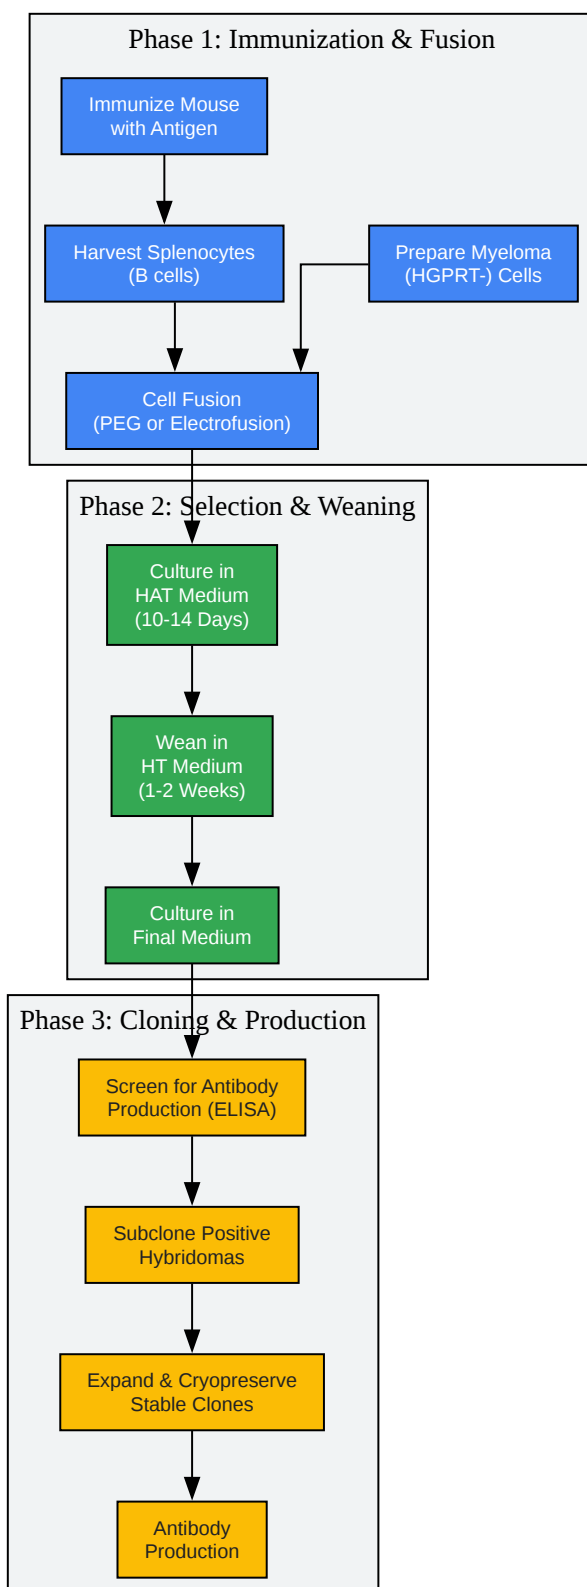 Phase 1: Immunization & Fusion
Immunize Mouse
with Antigen
Harvest Splenocytes
(B cells)
Prepare Myeloma
(HGPRT-) Cells
Cell Fusion
(PEG or Electrofusion)
Phase 2: Selection & Weaning
Culture in
HAT Medium
(10-14 Days)
Wean in
HT Medium
(1-2 Weeks)
Culture in
Final Medium
Phase 3: Cloning & Production
Screen for Antibody
Production (ELISA)
Subclone Positive
Hybridomas
Expand & Cryopreserve
Stable Clones
Antibody
Production